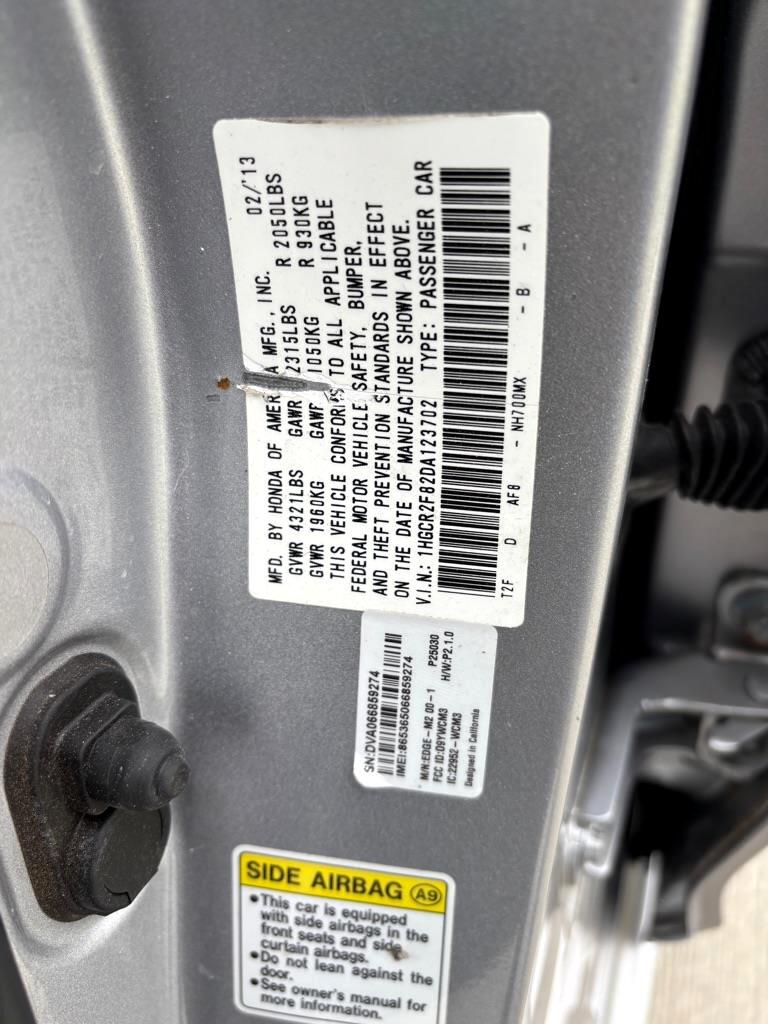 MFD. BY HONDA OF AMERICA MFG., INC. 02/'13
GVWR 4321LBS GAWR 2315LBS R 2050LBS
GVWR 1960KG GAWR 1050KG R 930KG
THIS VEHICLE CONFORMS TO ALL APPLICABLE
FEDERAL MOTOR VEHICLE SAFETY, BUMPER,
AND THEFT PREVENTION STANDARDS IN EFFECT
ON THE DATE OF MANUFACTURE SHOWN ABOVE.
V.I.N.: 1HGCR2F82DA123702 TYPE: PASSENGER CAR
T2F D AF8 - NH700MX - B - A
SN:DVA066859274
IMEI:865365066859274
M/N:EDGE-M2 00-1 P25030
FCC ID:O9YWCM3 H/W:P2.1.0
IC:22952-WCM3
Designed in California
SIDE AIRBAG A9
•This car is equipped
with side airbags in the
front seats and side
curtain airbags.
•Do not lean against the
door.
•See owner's manual for
more information.